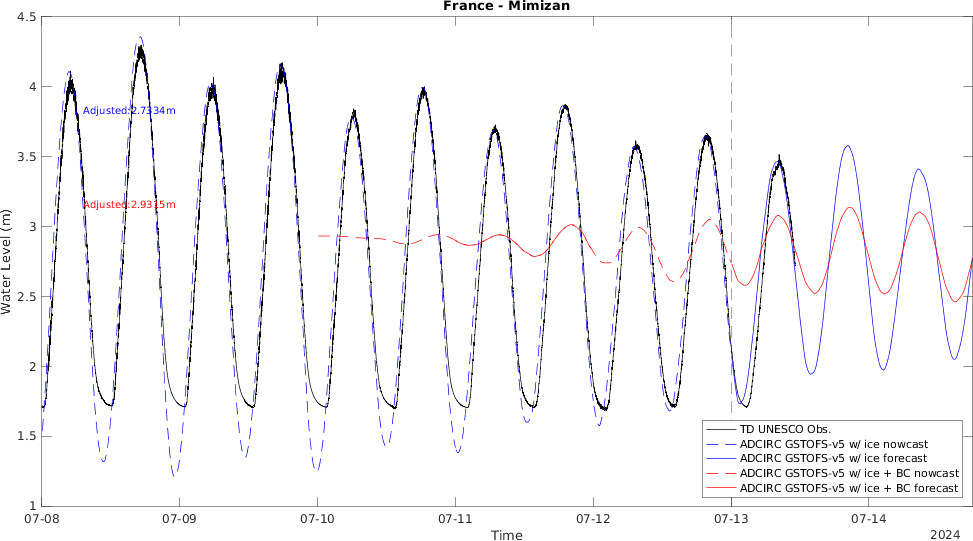 France - Mimizan
4.5
4
3.5
3
2.5
2
1.5
1
Water Level (m)
Adjusted:2.7334m
Adjusted:2.9315m
TD UNESCO Obs.
ADCIRC GSTOFS-v5 w/ ice nowcast
ADCIRC GSTOFS-v5 w/ ice forecast
ADCIRC GSTOFS-v5 w/ ice + BC nowcast
ADCIRC GSTOFS-v5 w/ ice + BC forecast
07-08 07-09 07-10 07-11 07-12 07-13 07-14
Time
2024